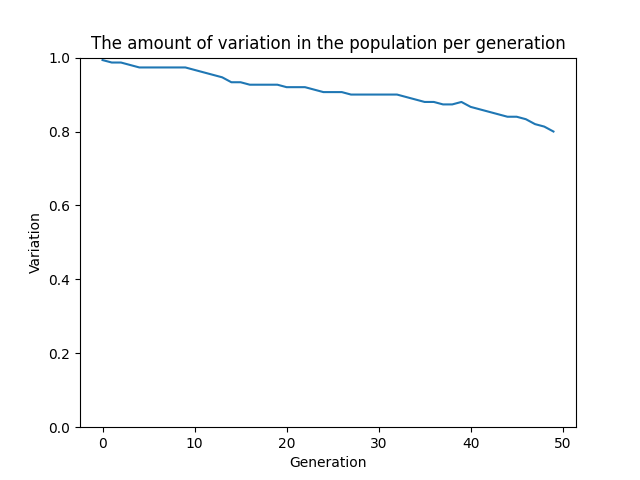 The amount of variation in the population per generation
1.0
0.8
0.6
0.4
0.2
0.0
Variation
0 10 20 30 40 50
Generation